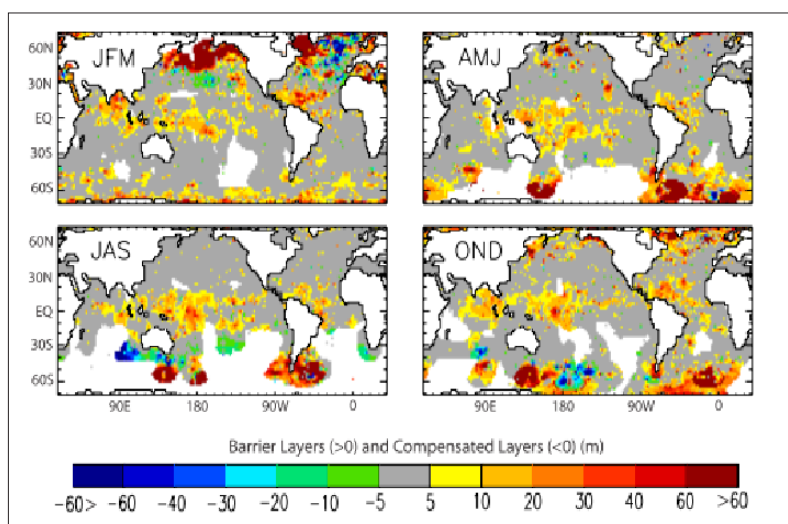 JFM
AMJ
60N
30N
EQ
30S
60S
JAS
OND
60N
30N
EQ
30S
60S
90E 180 90W 0 90E 180 90W 0
Barrier Layers (>0) and Compensated Layers (<0) (m)
-60> -60 -40 -30 -20 -10 -5 5 10 20 30 40 60 >60